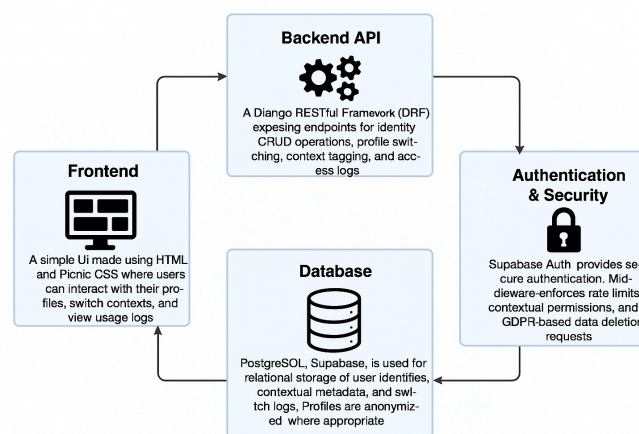 Backend API
A Diango RESTful Framework (DRF)
expesing endpoints for identity
CRUD operations, profile swit-
ching, context tagging, and acc-
ess logs
Frontend
A simple Ui made using HTML
and Picnic CSS where users
can interact with their pro-
files, switch contexts, and
view usage logs
Authentication
& Security
Supabase Auth provides se-
cure authentication. Mid-
dieware-enforces rate limits
contextual permissions, and
GDPR-based data deletion
requests
Database
PostgreSOL, Supabase, is used for
relational storage of user identifies,
contextual metadata, and swi-
tch logs, Profiles are anonymiz-
ed where appropriate